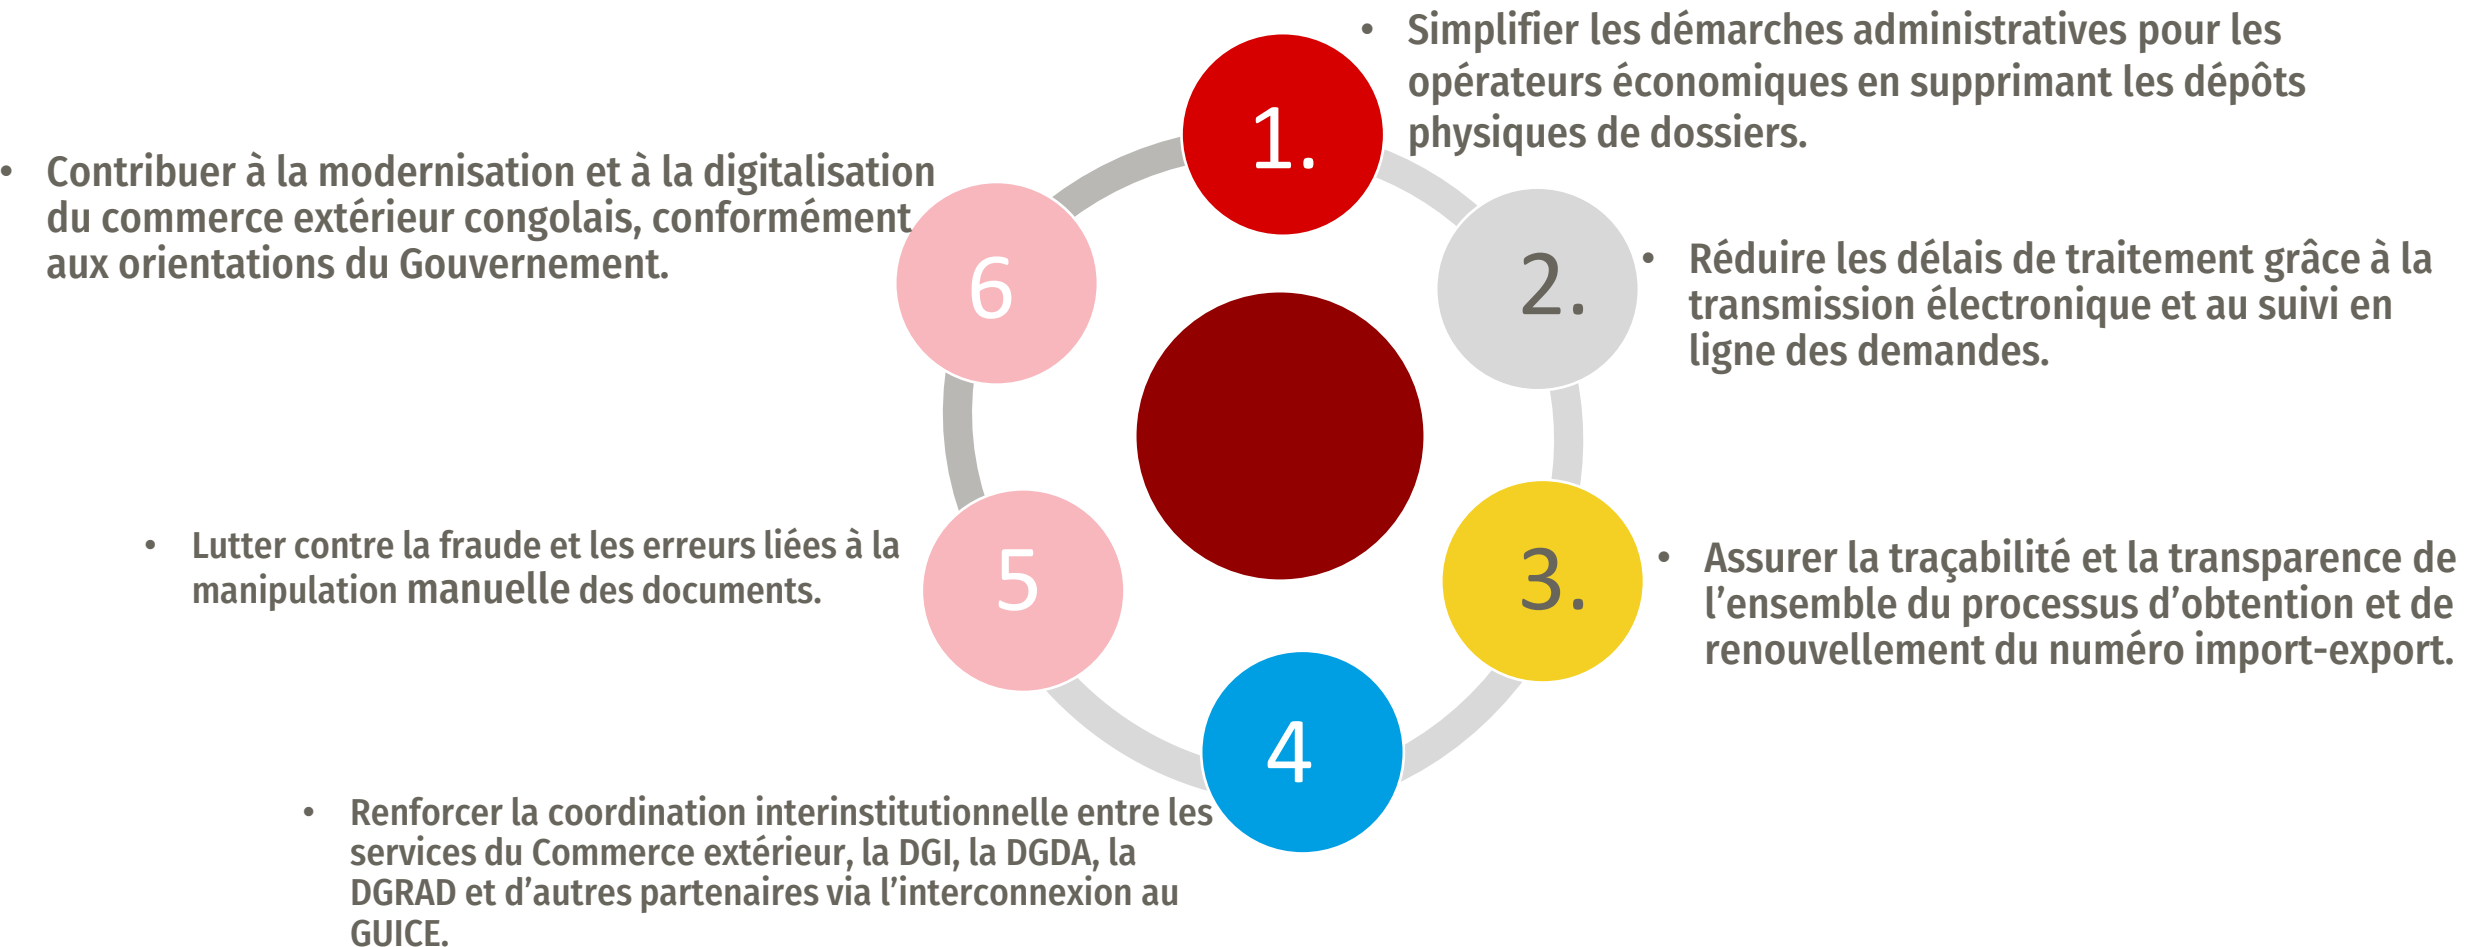 1.
• Simplifier les démarches administratives pour les
opérateurs économiques en supprimant les dépôts
physiques de dossiers.
2.
• Réduire les délais de traitement grâce à la
transmission électronique et au suivi en
ligne des demandes.
3.
• Assurer la traçabilité et la transparence de
l’ensemble du processus d’obtention et de
renouvellement du numéro import-export.
4
• Renforcer la coordination interinstitutionnelle entre les
services du Commerce extérieur, la DGI, la DGDA, la
DGRAD et d’autres partenaires via l’interconnexion au
GUICE.
5
• Lutter contre la fraude et les erreurs liées à la
manipulation manuelle des documents.
6
• Contribuer à la modernisation et à la digitalisation
du commerce extérieur congolais, conformément
aux orientations du Gouvernement.